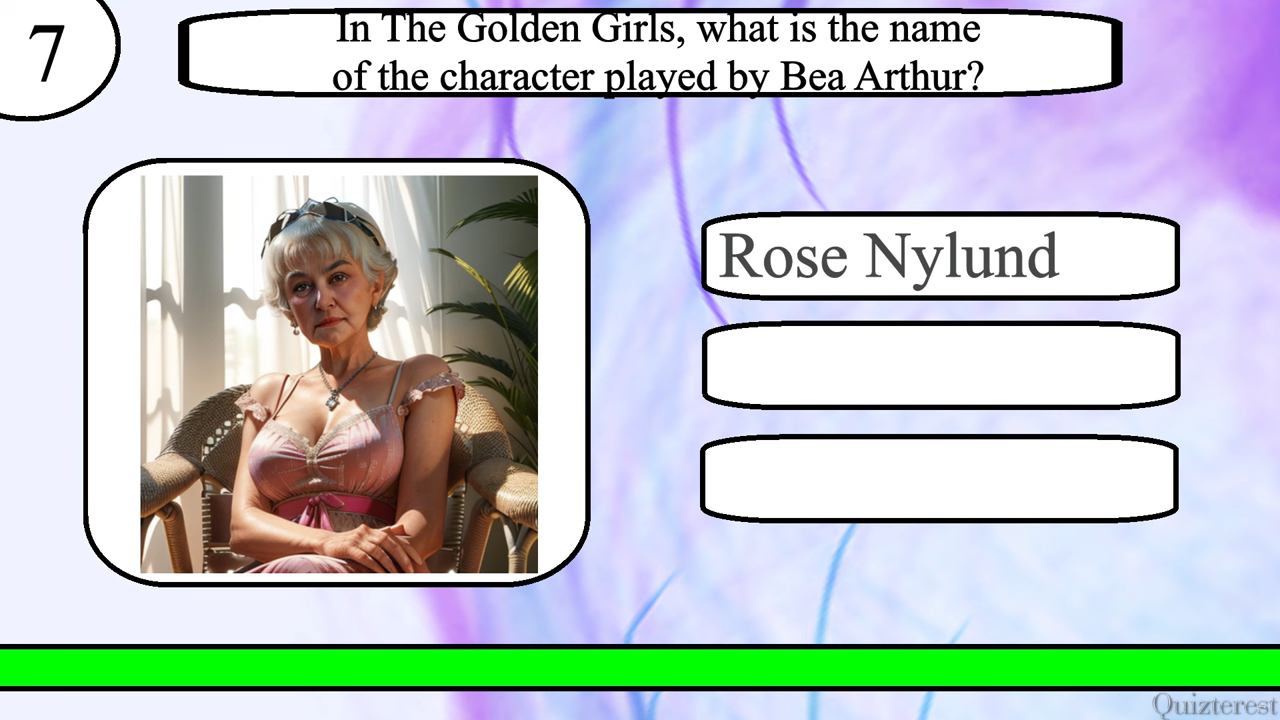 7
In The Golden Girls, what is the name
of the character played by Bea Arthur?
Rose Nylund
Quizterest